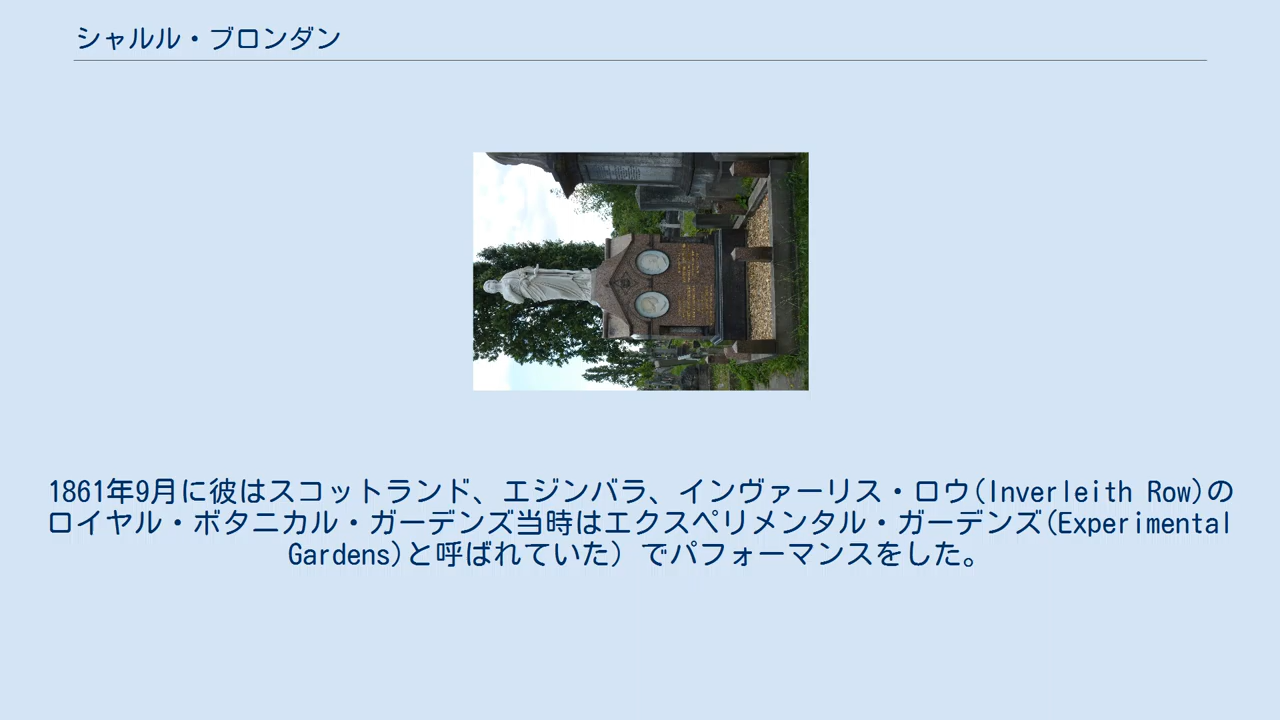 シャルル・ブロンダン
1861年9月に彼はスコットランド、エジンバラ、インヴァーリス・ロウ(Inverleith Row)の
ロイヤル・ボタニカル・ガーデンズ当時はエクスペリメンタル・ガーデンズ(Experimental
Gardens)と呼ばれていた）でパフォーマンスをした。